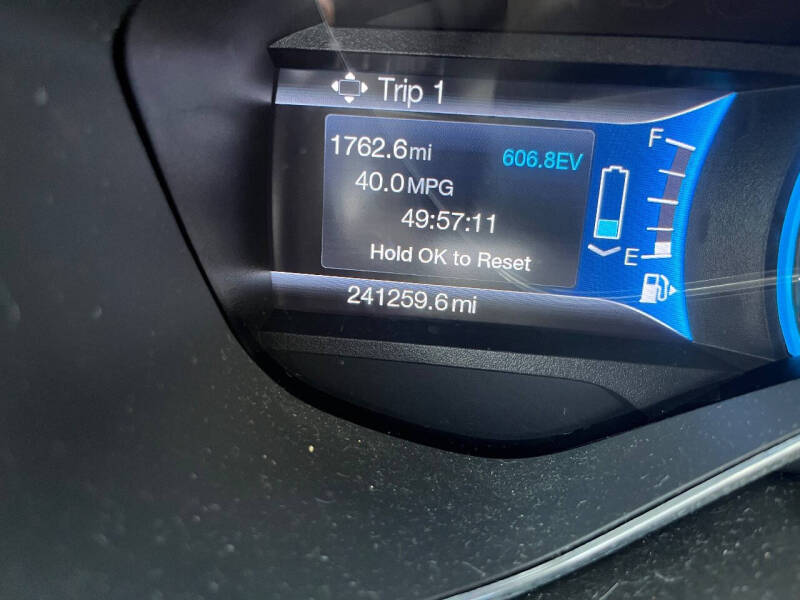 Trip 1
1762.6mi 606.8EV
40.0MPG
49:57:11
Hold OK to Reset
241259.6mi
F
E